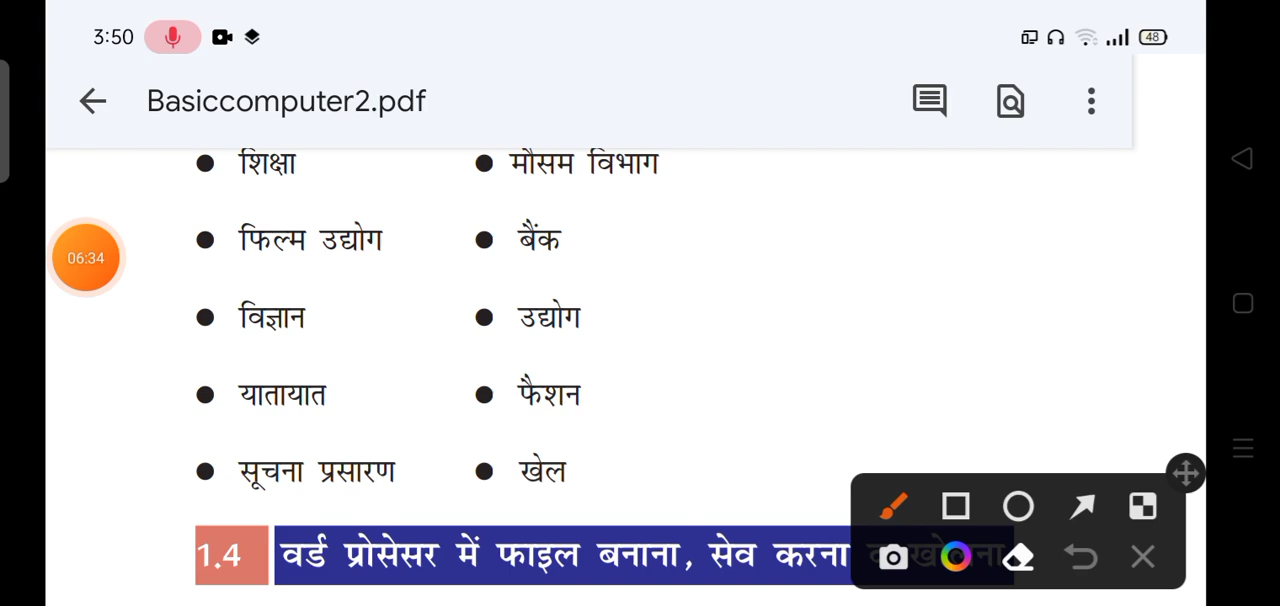 3:50
48
Basiccomputer2.pdf
शिक्षा
मौसम विभाग
06:34
फिल्म उद्योग
बैंक
विज्ञान
उद्योग
यातायात
फैशन
सूचना प्रसारण
खेल
1.4 वर्ड प्रोसेसर में फाइल बनाना, सेव करना